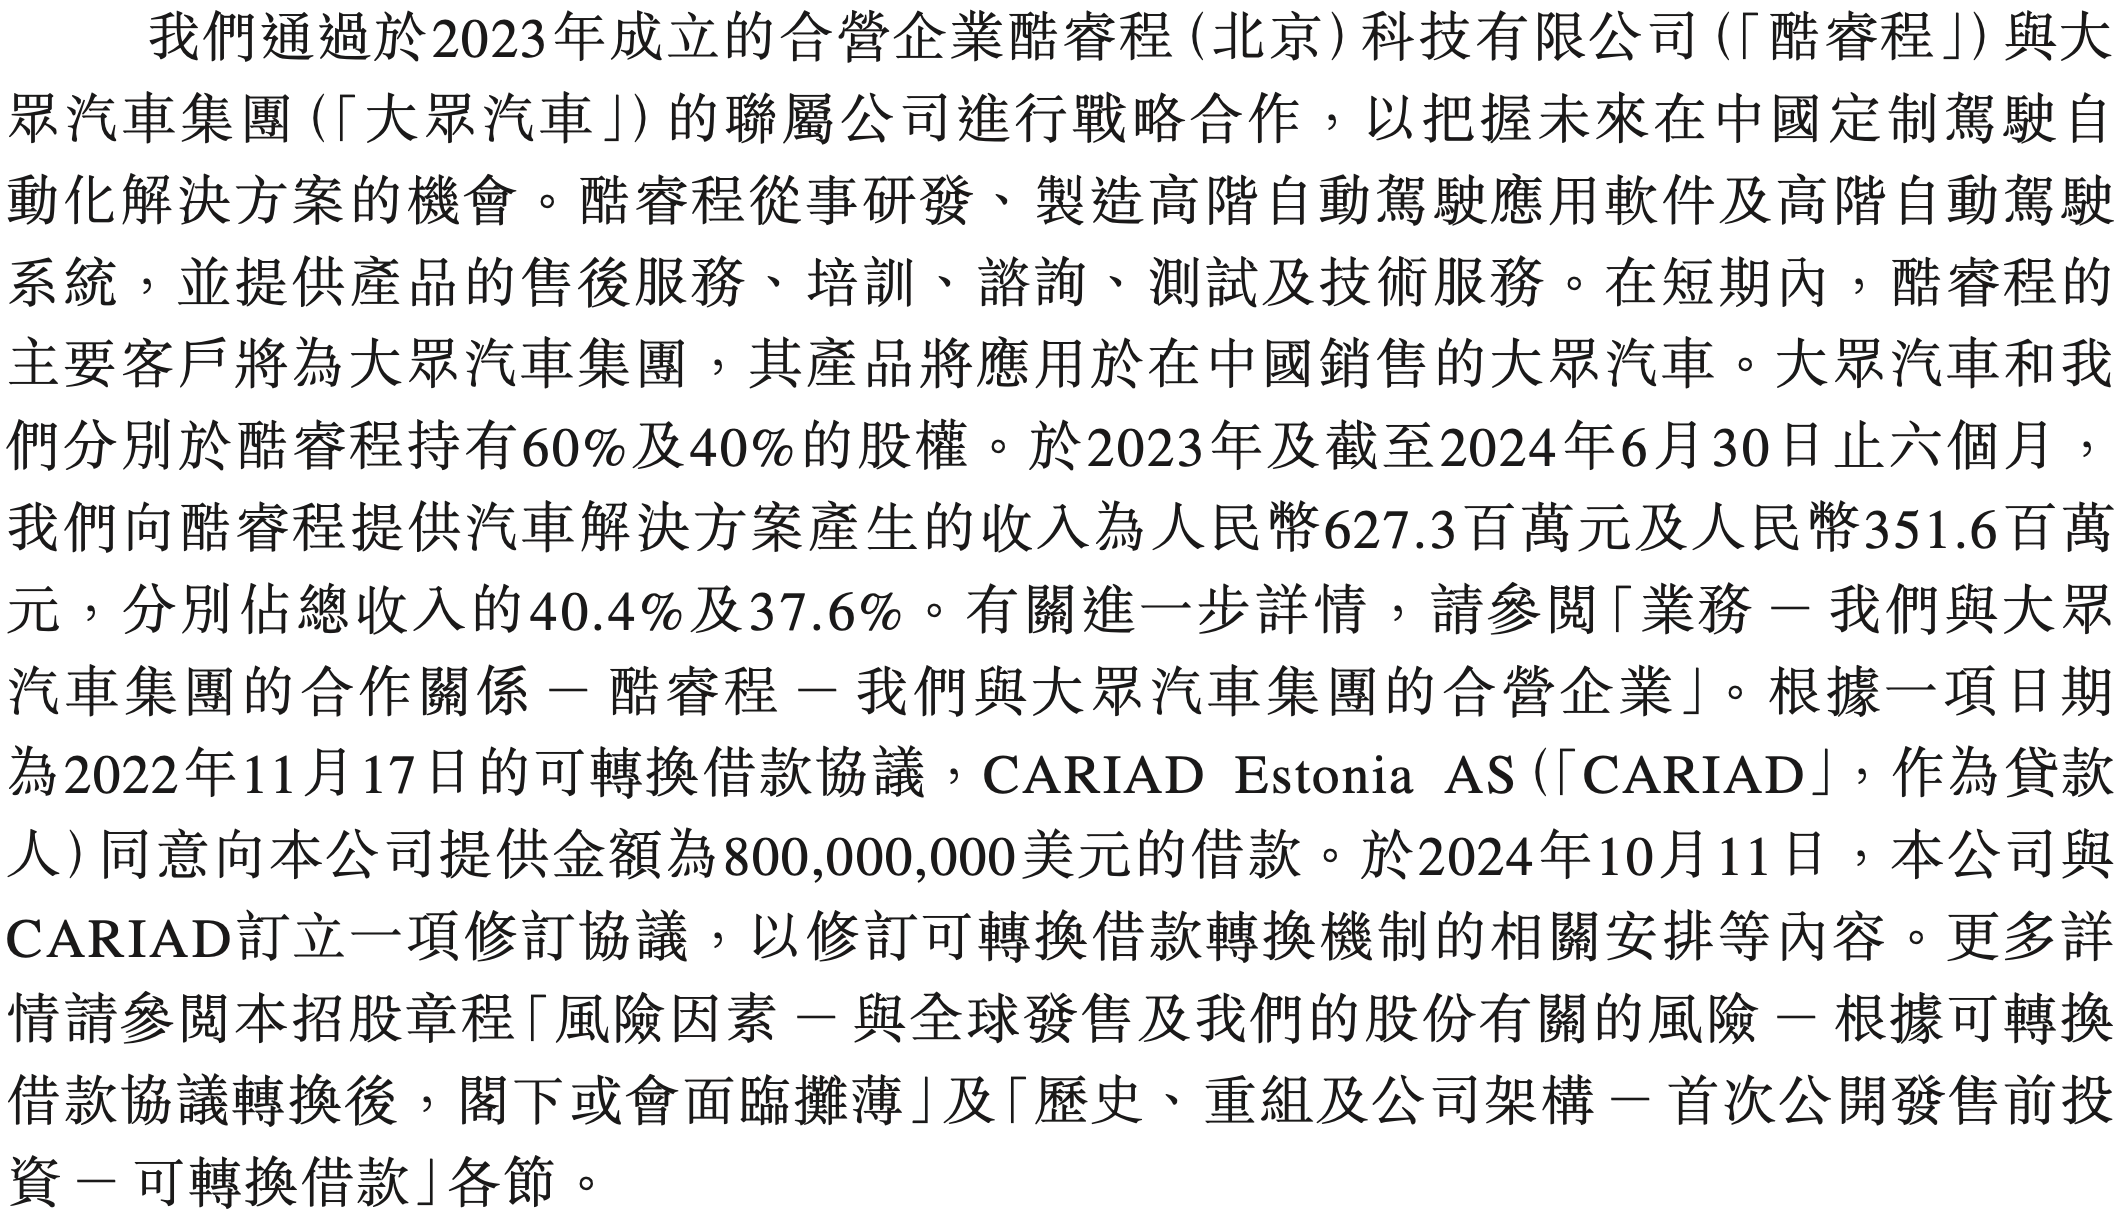 我們通過於2023年成立的合營企業酷睿程(北京)科技有限公司(「酷睿程」)與大
眾汽車集團(「大眾汽車」)的聯屬公司進行戰略合作，以把握未來在中國定制駕駛自
動化解決方案的機會。酷睿程從事研發、製造高階自動駕駛應用軟件及高階自動駕駛
系統，並提供產品的售後服務、培訓、諮詢、測試及技術服務。在短期內，酷睿程的
主要客戶將為大眾汽車集團，其產品將應用於在中國銷售的大眾汽車。大眾汽車和我
們分別於酷睿程持有60%及40%的股權。於2023年及截至2024年6月30日止六個月，
我們向酷睿程提供汽車解決方案產生的收入為人民幣627.3百萬元及人民幣351.6百萬
元，分別佔總收入的40.4%及37.6%。有關進一步詳情，請參閱「業務 － 我們與大眾
汽車集團的合作關係 － 酷睿程 － 我們與大眾汽車集團的合營企業」。根據一項日期
為2022年11月17日的可轉換借款協議，CARIAD Estonia AS(「CARIAD」，作為貸款
人)同意向本公司提供金額為800,000,000美元的借款。於2024年10月11日，本公司與
CARIAD訂立一項修訂協議，以修訂可轉換借款轉換機制的相關安排等內容。更多詳
情請參閱本招股章程「風險因素 － 與全球發售及我們的股份有關的風險 － 根據可轉換
借款協議轉換後，閣下或會面臨攤薄」及「歷史、重組及公司架構 － 首次公開發售前投
資 － 可轉換借款」各節。